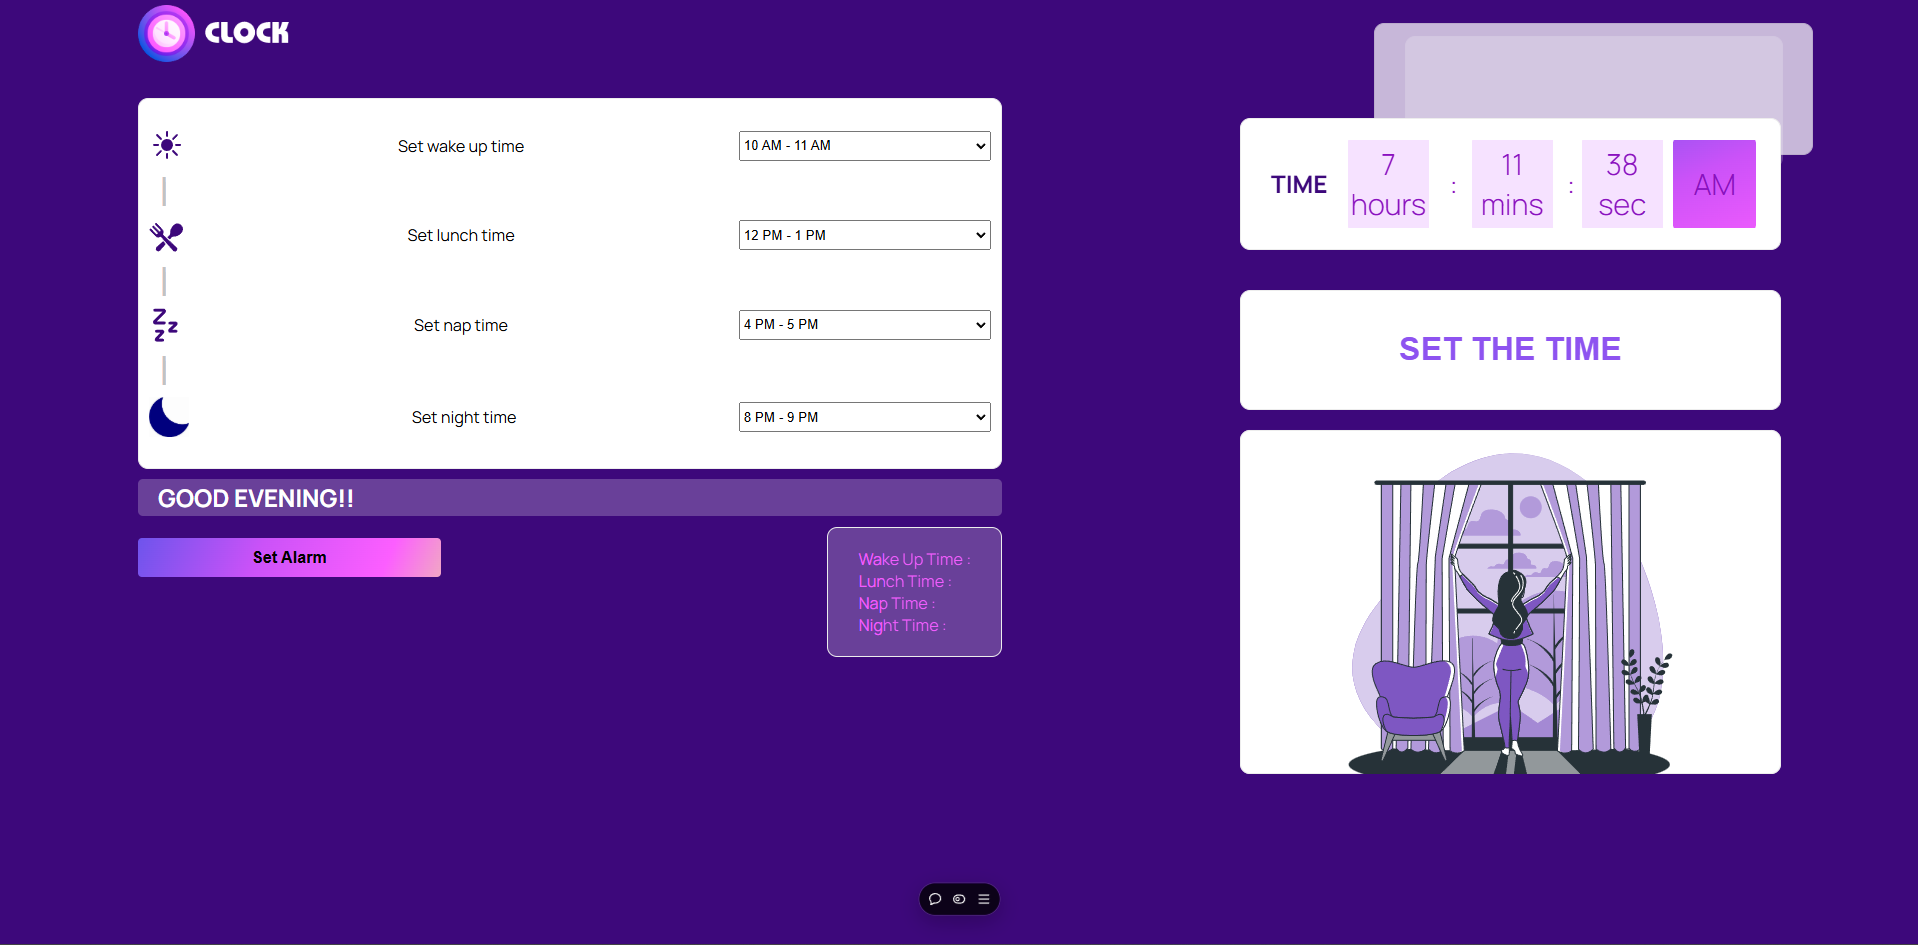 CLOCK
Set wake up time
10 AM - 11 AM
Set lunch time
12 PM - 1 PM
Set nap time
4 PM - 5 PM
Set night time
8 PM - 9 PM
GOOD EVENING!!
Set Alarm
Wake Up Time :
Lunch Time :
Nap Time :
Night Time :
TIME
7
hours
:
11
mins
:
38
sec
AM
SET THE TIME